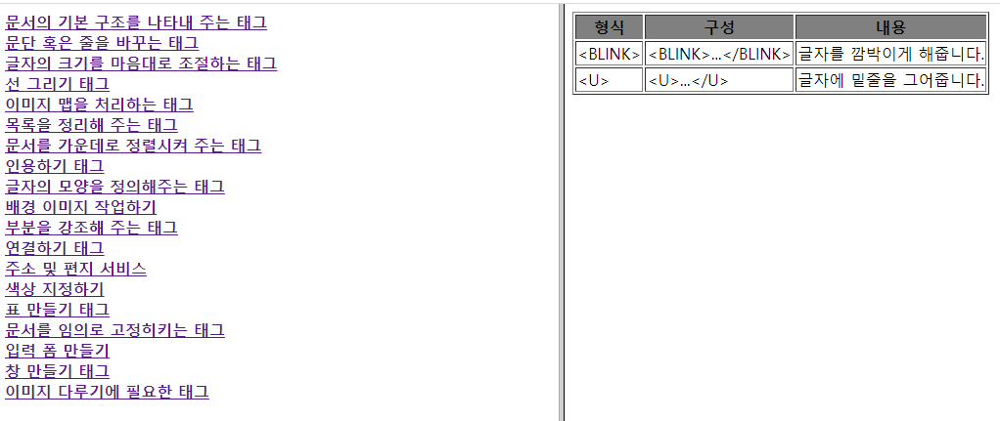 문서의 기본 구조를 나타내 주는 태그
문단 혹은 줄을 바꾸는 태그
글자의 크기를 마음대로 조절하는 태그
선 그리기 태그
이미지 맵을 처리하는 태그
목록을 정리해 주는 태그
문서를 가운데로 정렬시켜 주는 태그
인용하기 태그
글자의 모양을 정의해주는 태그
배경 이미지 작업하기
부분을 강조해 주는 태그
연결하기 태그
주소 및 편지 서비스
색상 지정하기
표 만들기 태그
문서를 임의로 고정히키는 태그
입력 폼 만들기
창 만들기 태그
이미지 다루기에 필요한 태그
형식 구성 내용
<BLINK> <BLINK>...</BLINK> 글자를 깜박이게 해줍니다.
<U> <U>...</U> 글자에 밑줄을 그어줍니다.